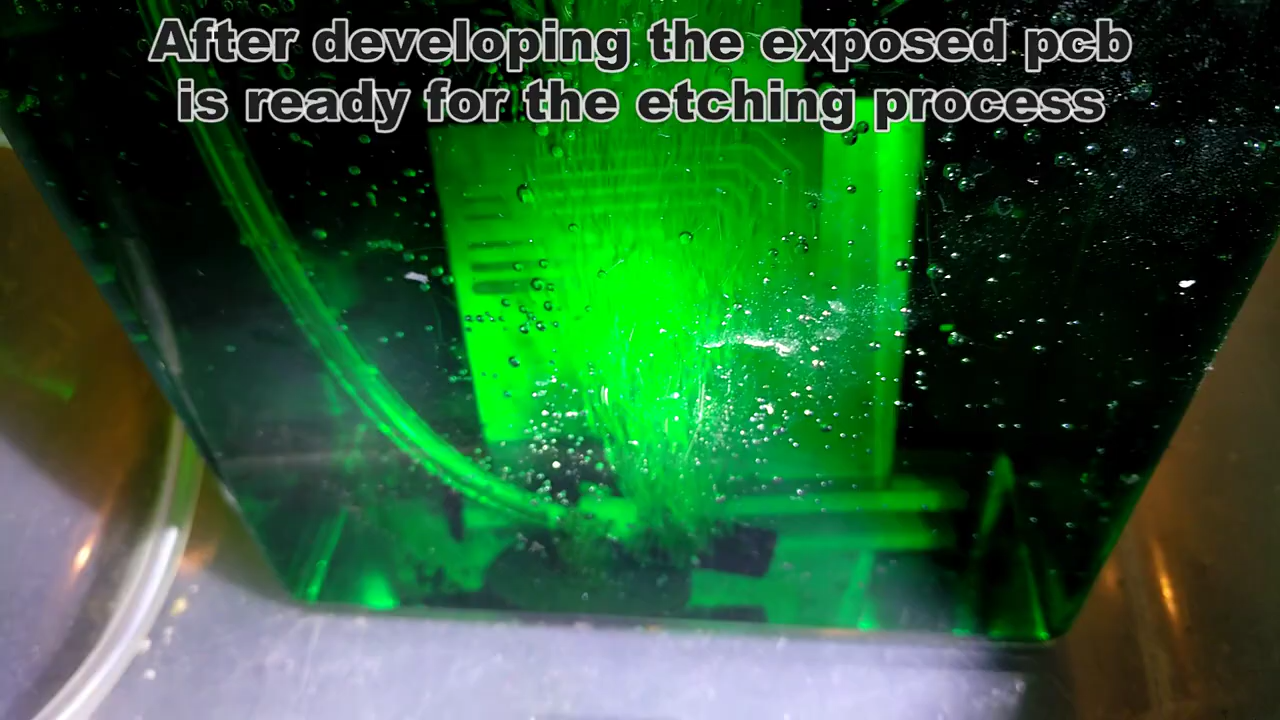 After developing the exposed pcb
is ready for the etching process